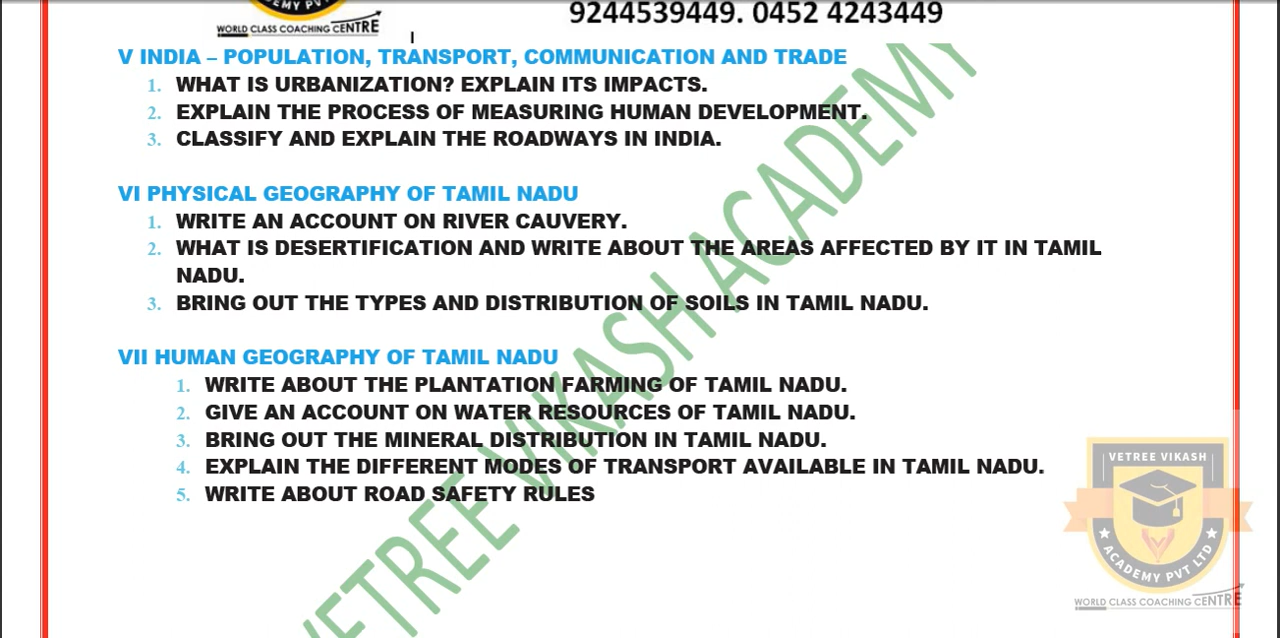 EMY PVT
WORLD CLASS COACHING CENTRE
9244539449. 0452 4243449
V INDIA – POPULATION, TRANSPORT, COMMUNICATION AND TRADE
1. WHAT IS URBANIZATION? EXPLAIN ITS IMPACTS.
2. EXPLAIN THE PROCESS OF MEASURING HUMAN DEVELOPMENT.
3. CLASSIFY AND EXPLAIN THE ROADWAYS IN INDIA.
VI PHYSICAL GEOGRAPHY OF TAMIL NADU
1. WRITE AN ACCOUNT ON RIVER CAUVERY.
2. WHAT IS DESERTIFICATION AND WRITE ABOUT THE AREAS AFFECTED BY IT IN TAMIL
NADU.
3. BRING OUT THE TYPES AND DISTRIBUTION OF SOILS IN TAMIL NADU.
VII HUMAN GEOGRAPHY OF TAMIL NADU
1. WRITE ABOUT THE PLANTATION FARMING OF TAMIL NADU.
2. GIVE AN ACCOUNT ON WATER RESOURCES OF TAMIL NADU.
3. BRING OUT THE MINERAL DISTRIBUTION IN TAMIL NADU.
4. EXPLAIN THE DIFFERENT MODES OF TRANSPORT AVAILABLE IN TAMIL NADU.
5. WRITE ABOUT ROAD SAFETY RULES
VETREE VIKASH ACADEMY
VETREE VIKASH
ACADEMY PVT LTD
WORLD CLASS COACHING CENTRE